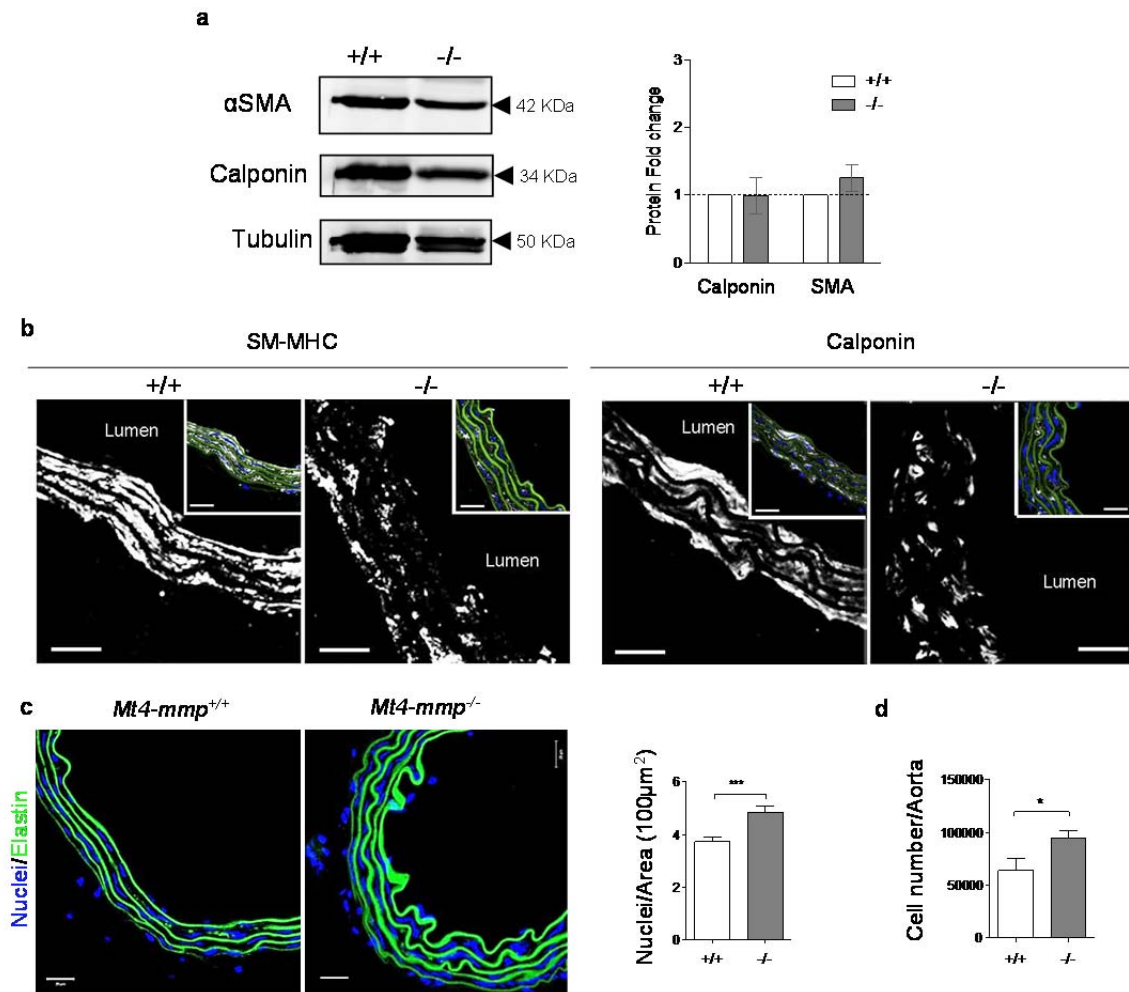 a
+/+ -/-
αSMA 42 KDa
Calponin 34 KDa
Tubulin 50 KDa
Protein Fold change
3
2
1
0
+/+
-/-
Calponin SMA
b
SM-MHC
+/+ -/-
Lumen
Lumen
Calponin
+/+ -/-
Lumen
Lumen
c
Mt4-mmp+/+ Mt4-mmp-/-
Nuclei/Elastin
Nuclei/Area (100µm2)
6
4
2
0
***
+/+ -/-
d
Cell number/Aorta
150000
100000
50000
0
*
+/+ -/-